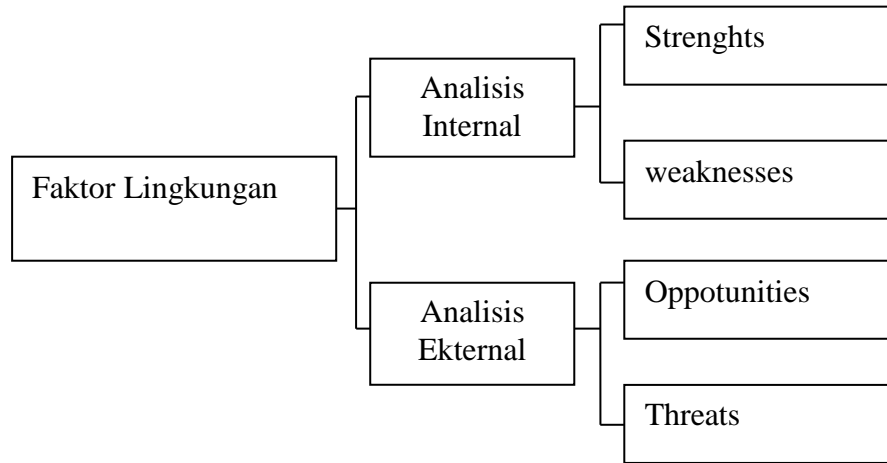 Faktor Lingkungan
Analisis
Internal
Strenghts
weaknesses
Analisis
Ekternal
Oppotunities
Threats